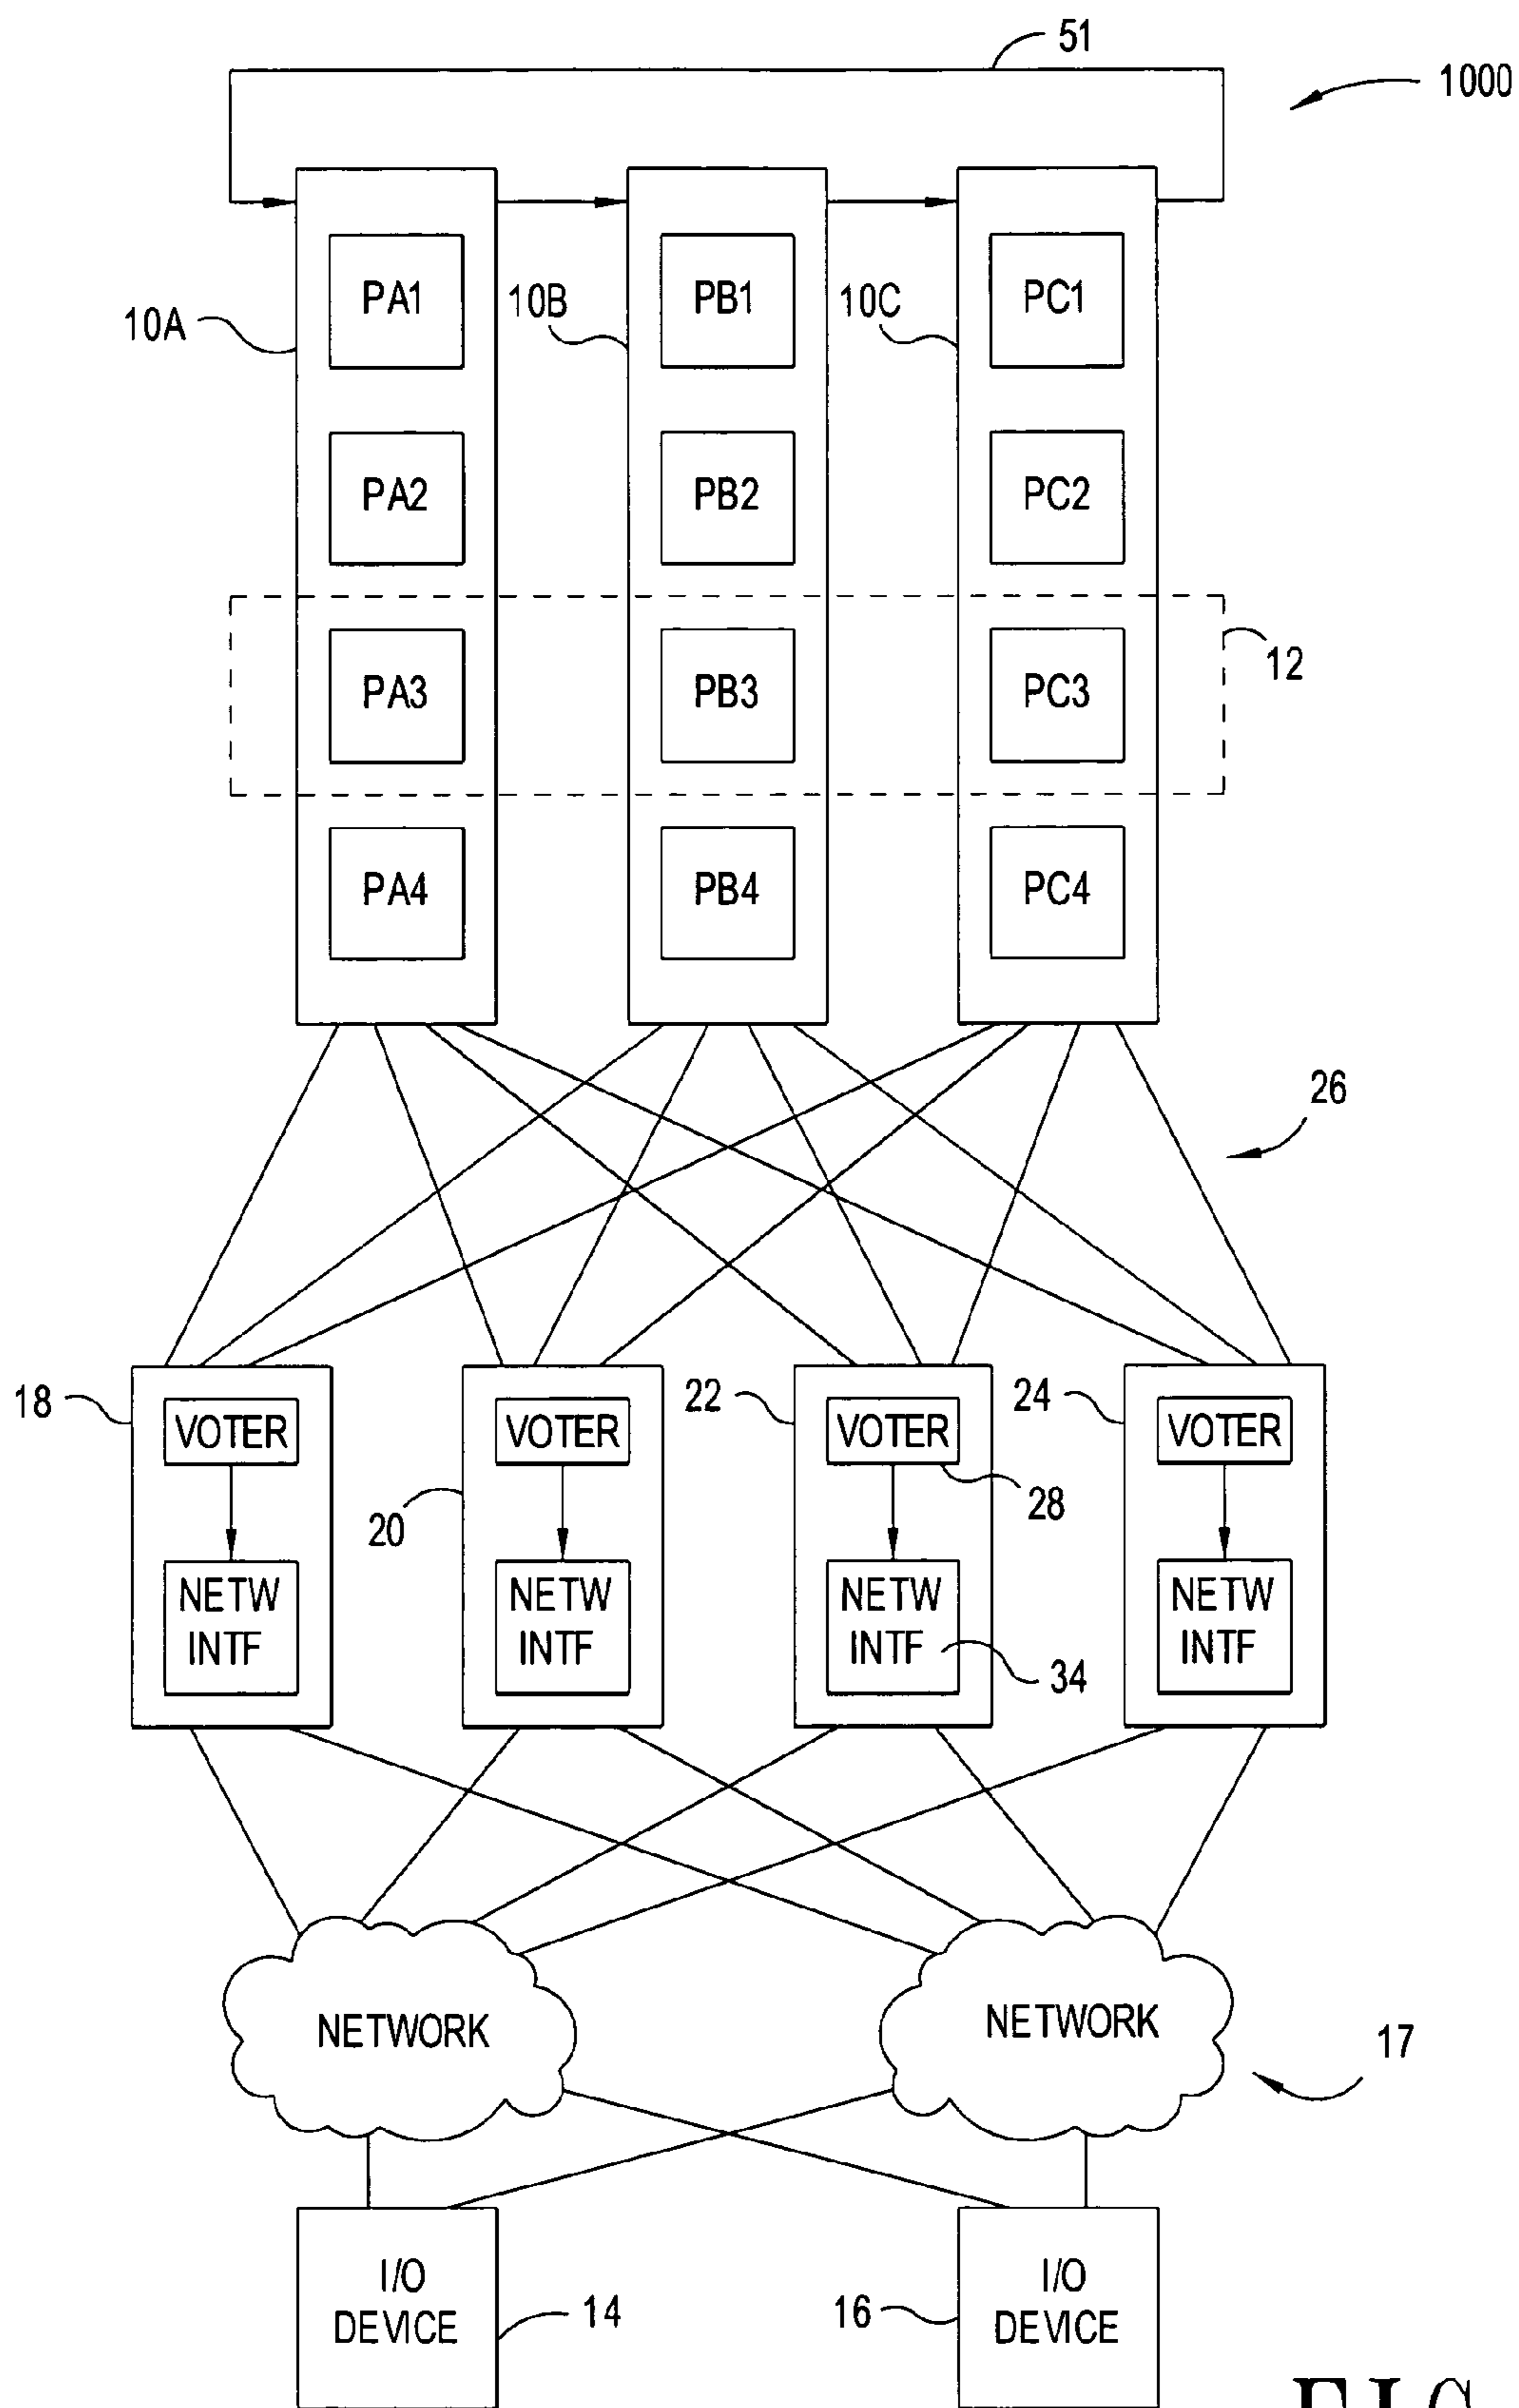 51
1000
10A
10B
10C
PA1
PB1
PC1
PA2
PB2
PC2
PA3
PB3
PC3
12
PA4
PB4
PC4
26
18
20
22
24
VOTER
VOTER
VOTER
VOTER
28
NETW
INTF
NETW
INTF
NETW
INTF
NETW
INTF
34
NETWORK
NETWORK
17
I/O
DEVICE
14
16
I/O
DEVICE